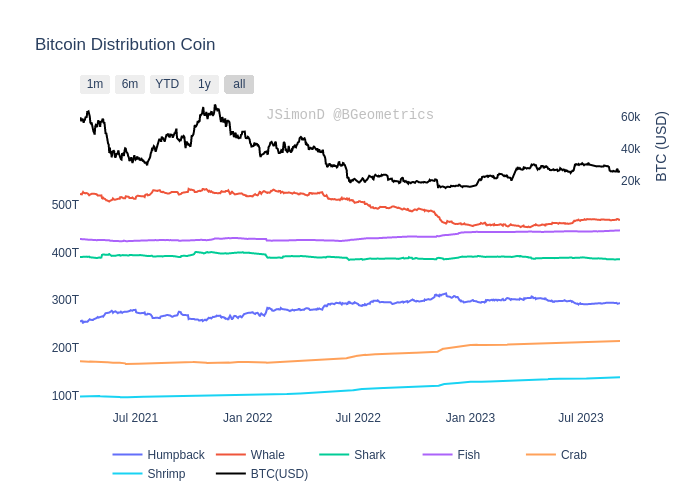 Bitcoin Distribution Coin
1m 6m YTD 1y all
JSimonD @BGeometrics
60k
40k
20k
BTC (USD)
500T
400T
300T
200T
100T
Jul 2021 Jan 2022 Jul 2022 Jan 2023 Jul 2023
Humpback Whale Shark Fish Crab
Shrimp BTC(USD)